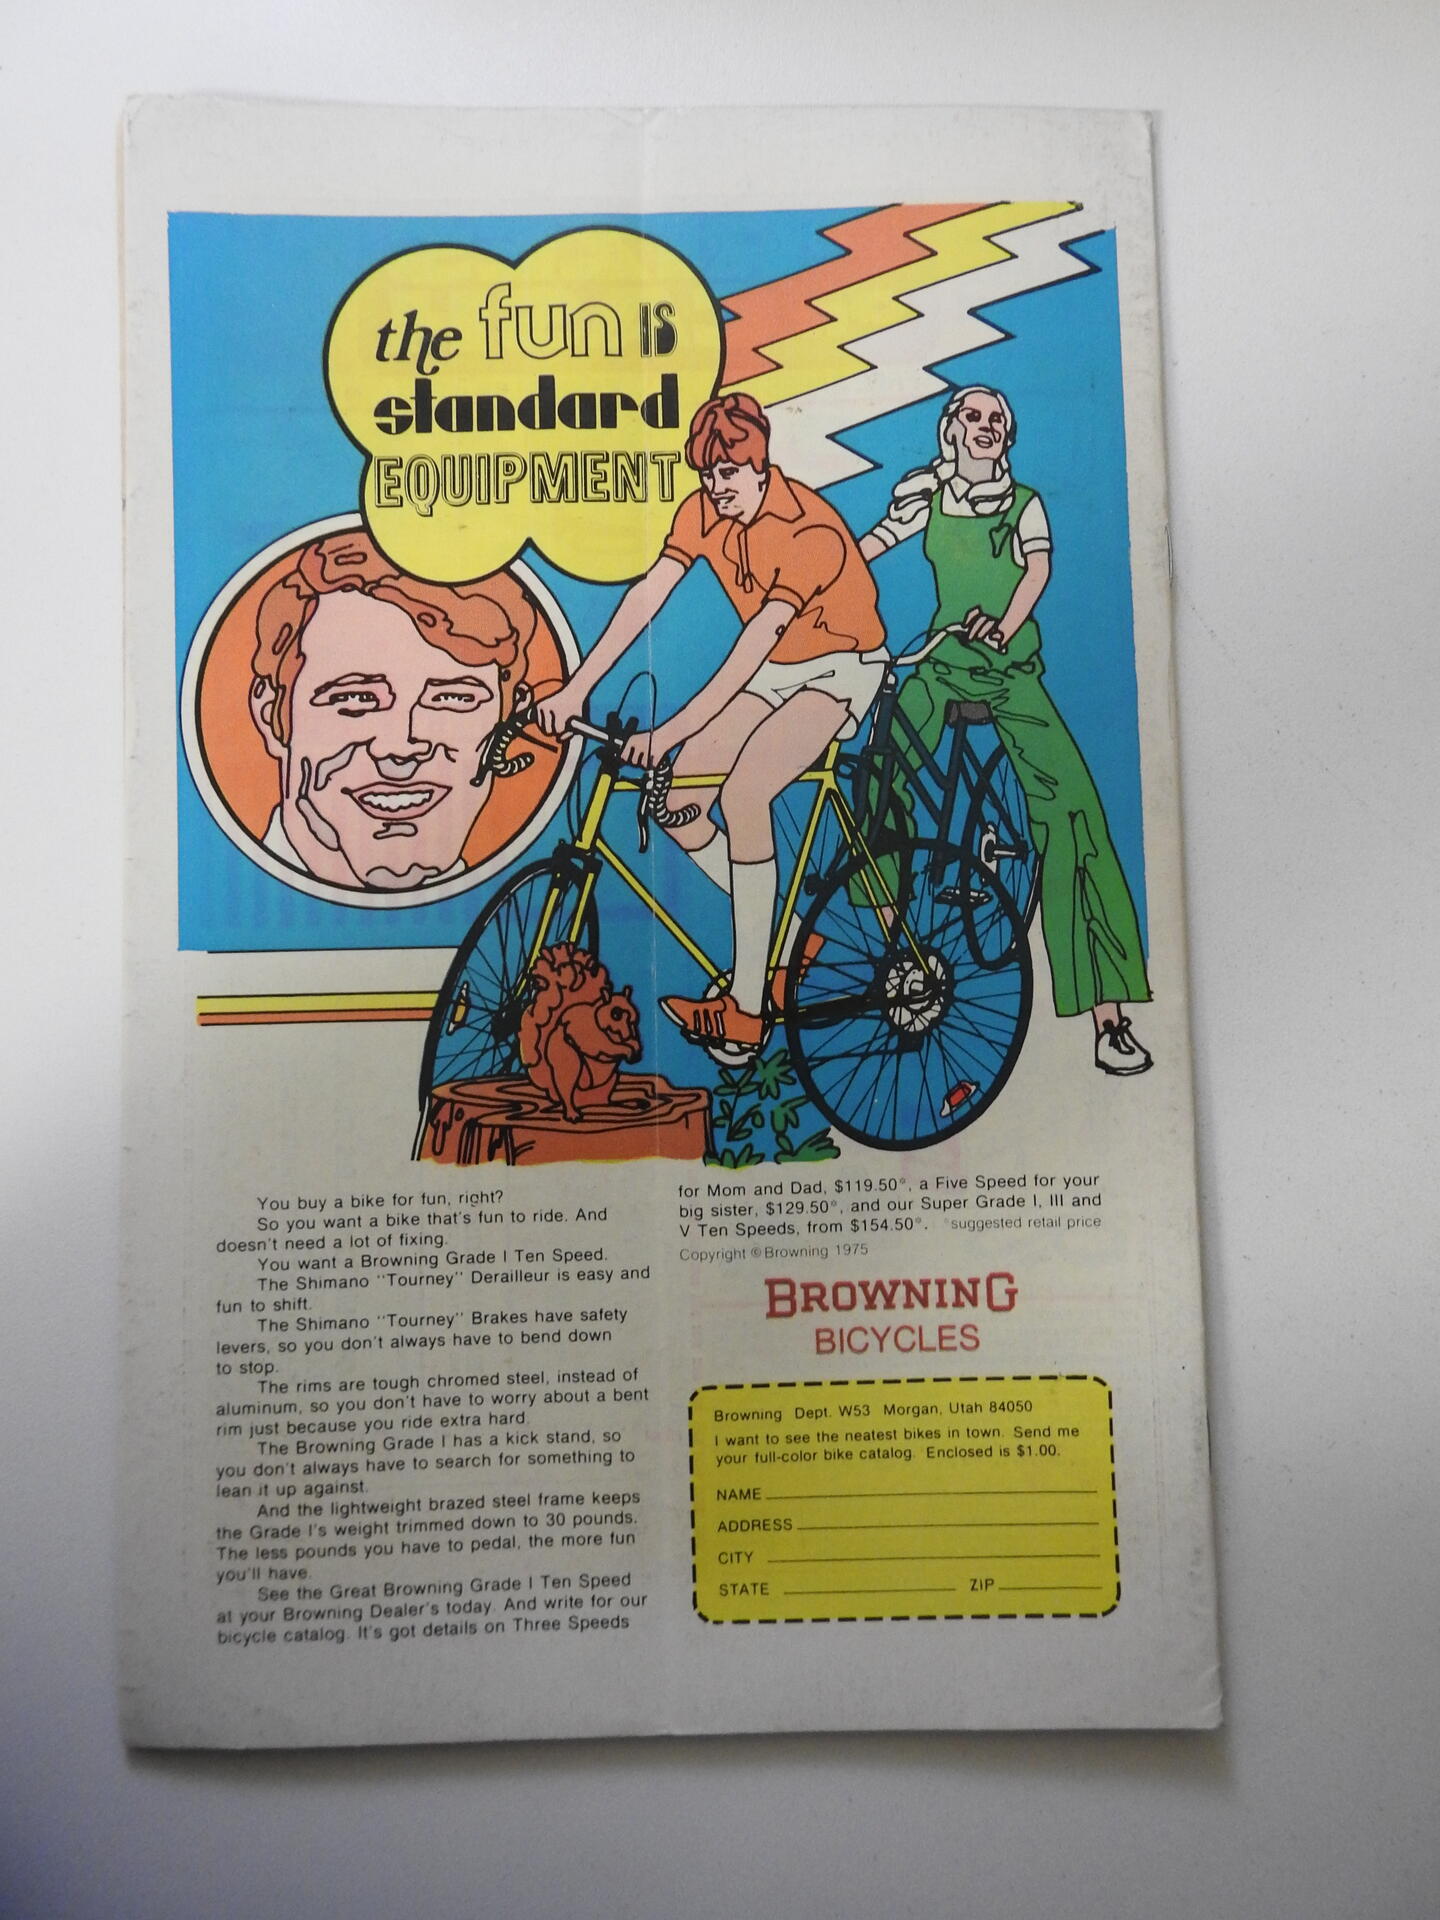 the fun IS
standard
EQUIPMENT
You buy a bike for fun, right?
So you want a bike that's fun to ride. And
doesn't need a lot of fixing.
You want a Browning Grade I Ten Speed.
The Shimano "Tourney" Derailleur is easy and
fun to shift.
The Shimano "Tourney" Brakes have safety
levers, so you don't always have to bend down
to stop.
The rims are tough chromed steel, instead of
aluminum, so you don't have to worry about a bent
rim just because you ride extra hard.
The Browning Grade I has a kick stand, so
you don't always have to search for something to
lean it up against.
And the lightweight brazed steel frame keeps
the Grade I's weight trimmed down to 30 pounds.
The less pounds you have to pedal, the more fun
you'll have.
See the Great Browning Grade I Ten Speed
at your Browning Dealer's today. And write for our
bicycle catalog. It's got details on Three Speeds
for Mom and Dad, $119.50*, a Five Speed for your
big sister, $129.50*, and our Super Grade I, III and
V Ten Speeds, from $154.50*. *suggested retail price
Copyright © Browning 1975
BROWNING
BICYCLES
Browning Dept. W53 Morgan, Utah 84050
I want to see the neatest bikes in town. Send me
your full-color bike catalog. Enclosed is $1.00.
NAME
ADDRESS
CITY
STATE ZIP